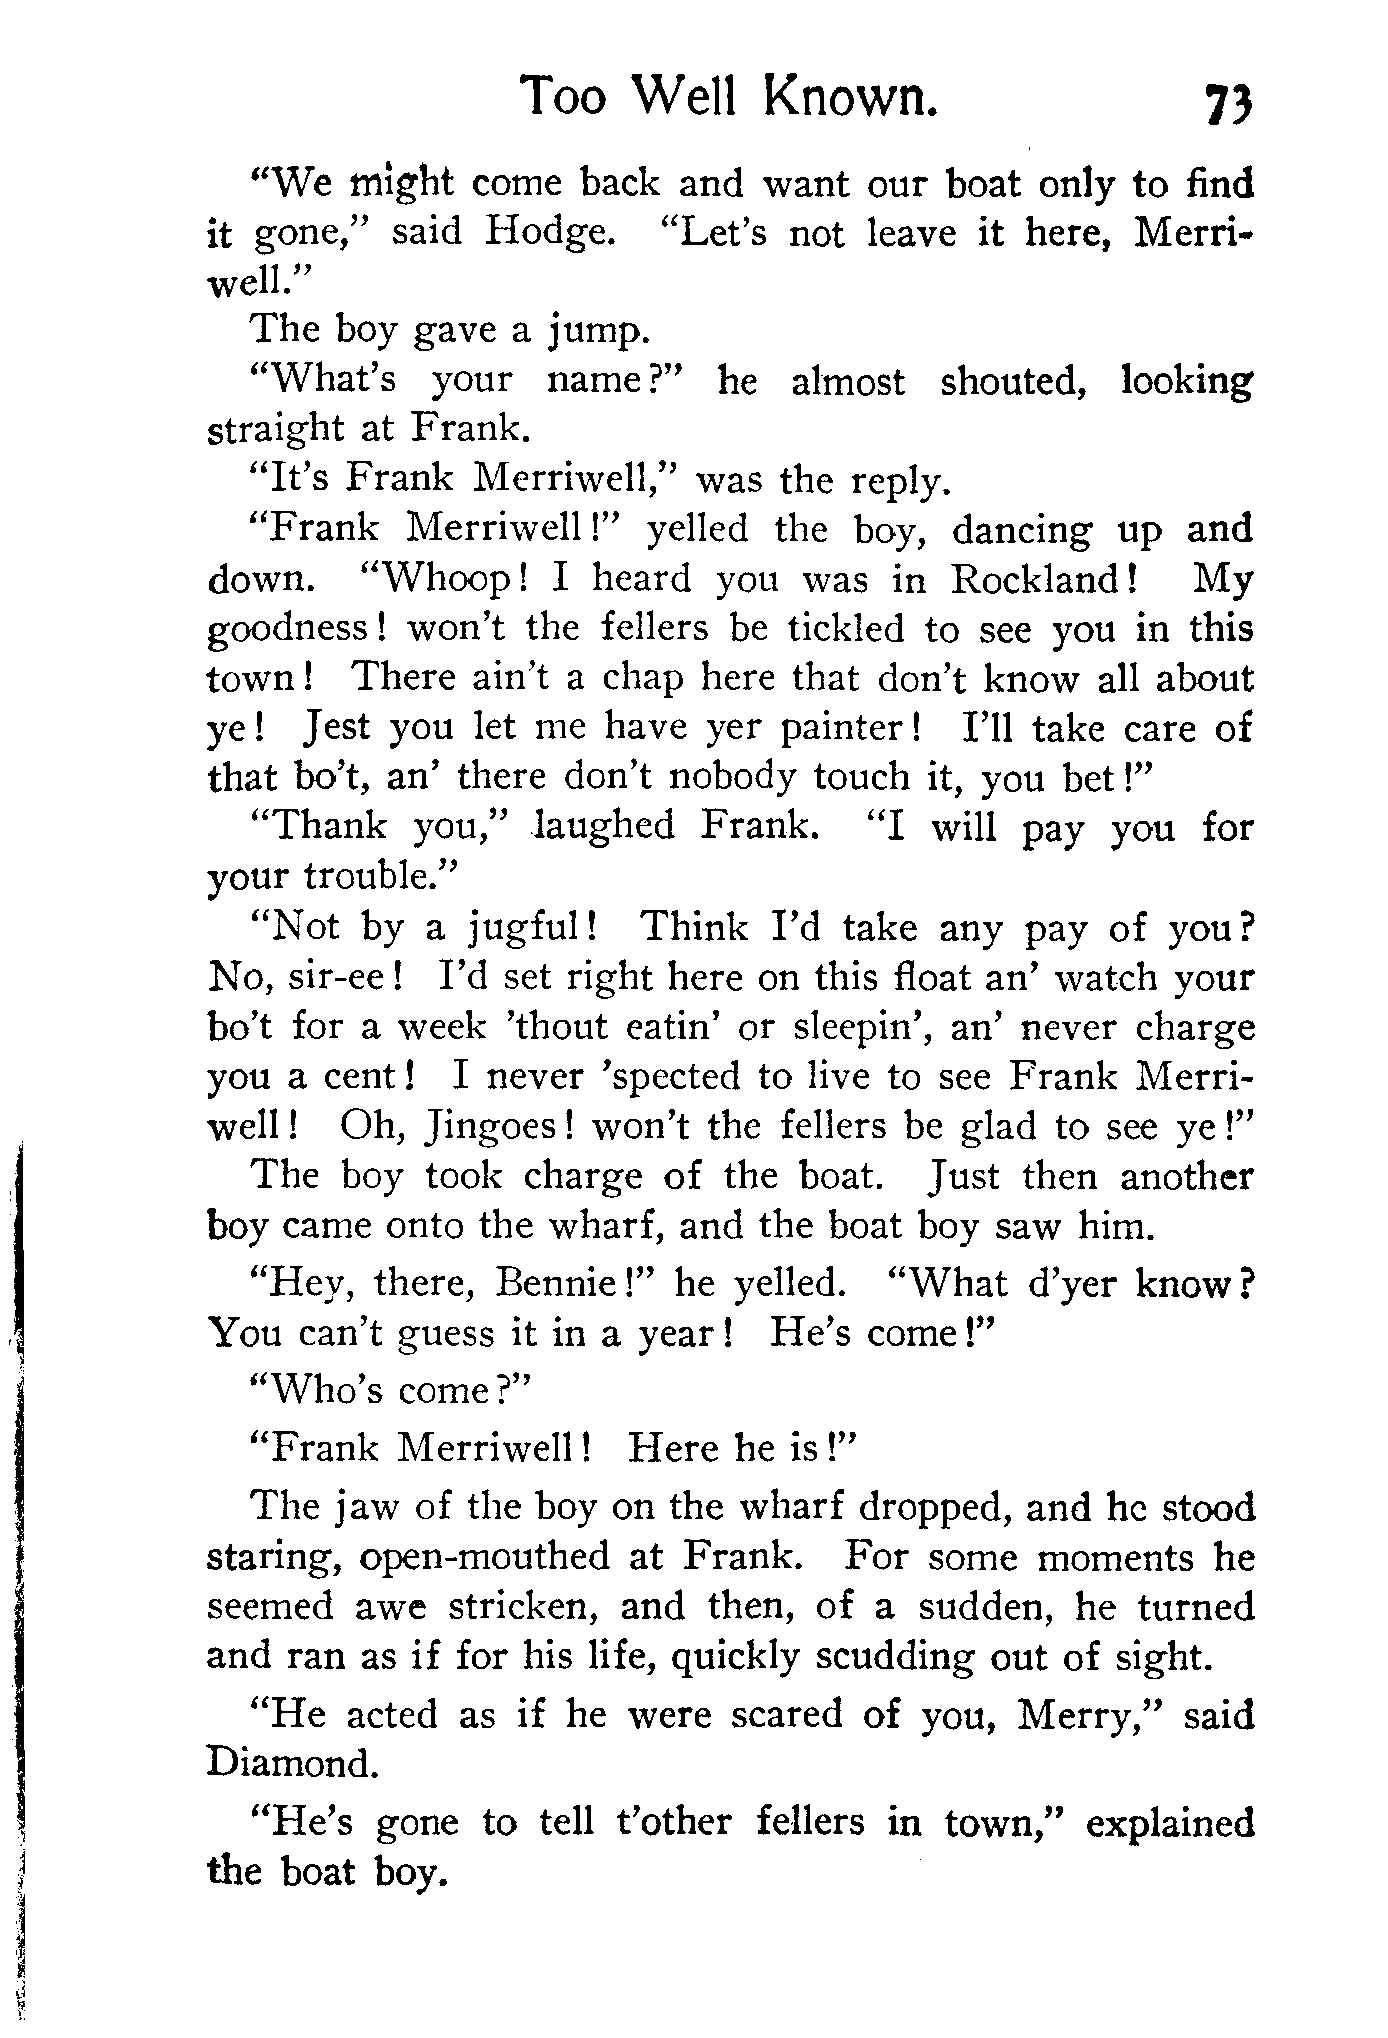 Too Well Known. 73
“We might come back and want our boat only to find
it gone,” said Hodge. “Let’s not leave it here, Merri-
well.”
The boy gave a jump.
“What’s your name?” he almost shouted, looking
straight at Frank.
“It’s Frank Merriwell,” was the reply.
“Frank Merriwell!” yelled the boy, dancing up and
down. “Whoop! I heard you was in Rockland! My
goodness! won’t the fellers be tickled to see you in this
town! There ain’t a chap here that don’t know all about
ye! Jest you let me have yer painter! I’ll take care of
that bo’t, an’ there don’t nobody touch it, you bet!”
“Thank you,” laughed Frank. “I will pay you for
your trouble.”
“Not by a jugful! Think I’d take any pay of you?
No, sir-ee! I’d set right here on this float an’ watch your
bo’t for a week ’thout eatin’ or sleepin’, an’ never charge
you a cent! I never ’spected to live to see Frank Merri-
well! Oh, Jingoes! won’t the fellers be glad to see ye!”
The boy took charge of the boat. Just then another
boy came onto the wharf, and the boat boy saw him.
“Hey, there, Bennie!” he yelled. “What d’yer know?
You can’t guess it in a year! He’s come!”
“Who’s come?”
“Frank Merriwell! Here he is!”
The jaw of the boy on the wharf dropped, and he stood
staring, open-mouthed at Frank. For some moments he
seemed awe stricken, and then, of a sudden, he turned
and ran as if for his life, quickly scudding out of sight.
“He acted as if he were scared of you, Merry,” said
Diamond.
“He’s gone to tell t’other fellers in town,” explained
the boat boy.